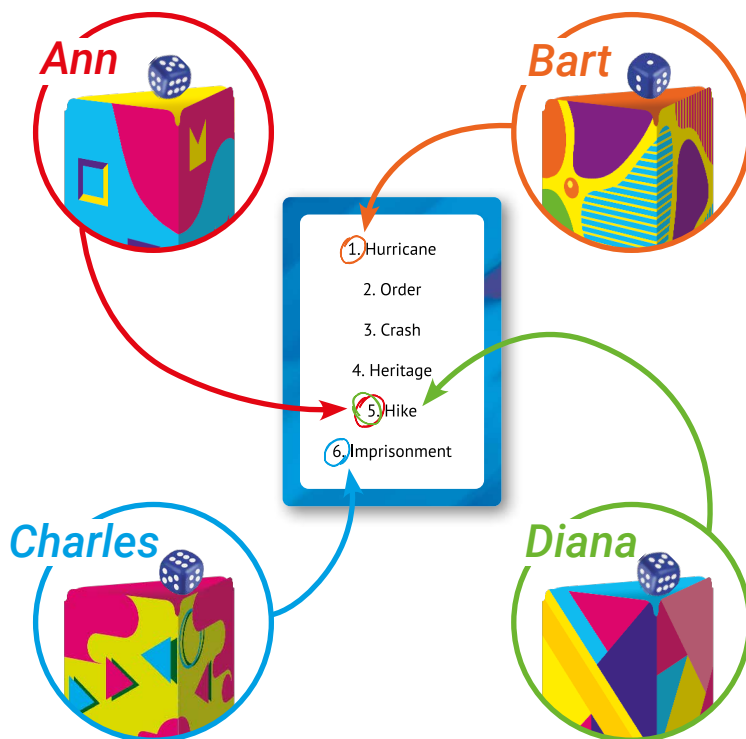 Ann
Bart
1. Hurricane
2. Order
3. Crash
4. Heritage
5. Hike
6. Imprisonment
Charles
Diana